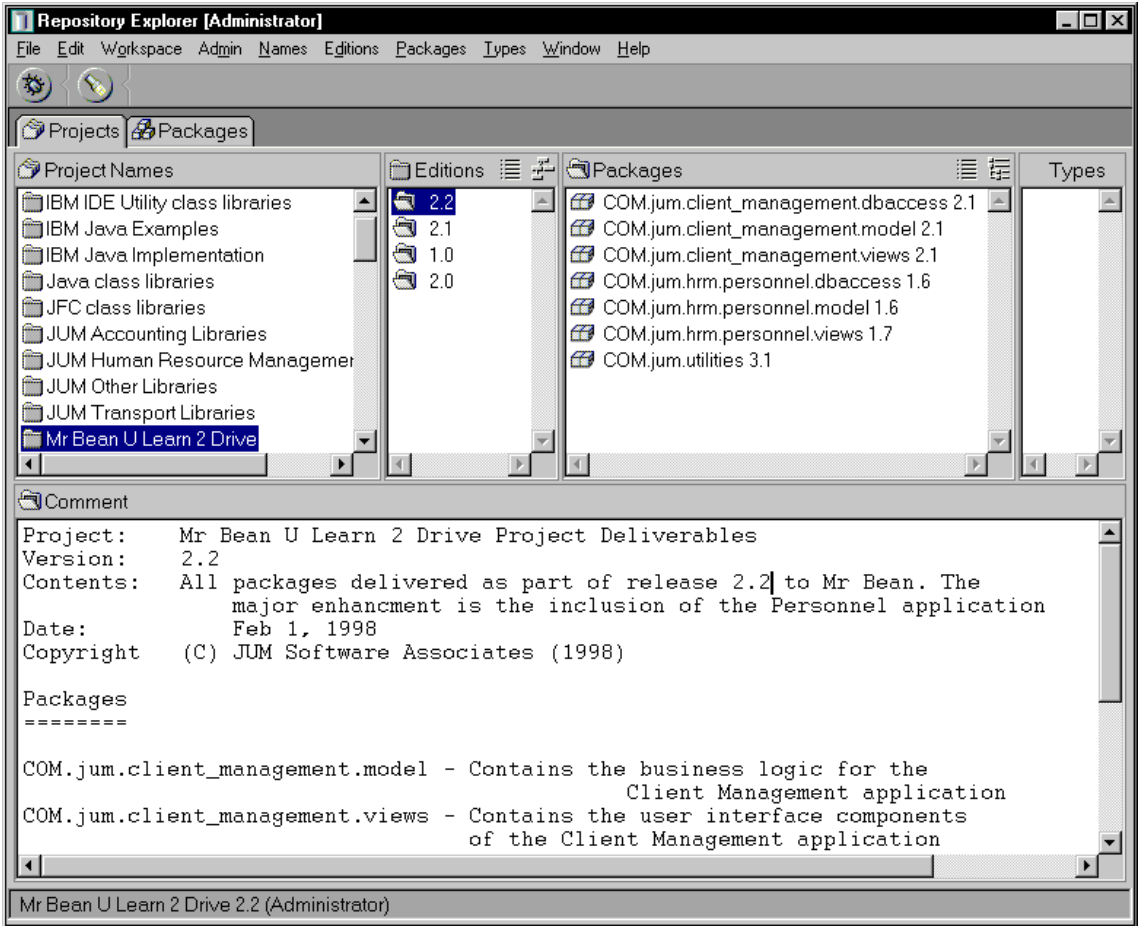 Repository Explorer [Administrator]
File Edit Workspace Admin Names Editions Packages Types Window Help
Projects Packages
Project Names
IBM IDE Utility class libraries
IBM Java Examples
IBM Java Implementation
Java class libraries
JFC class libraries
JUM Accounting Libraries
JUM Human Resource Managemer
JUM Other Libraries
JUM Transport Libraries
Mr Bean U Learn 2 Drive
Editions
2.2
2.1
1.0
2.0
Packages
COM.jum.client_management.dbaccess 2.1
COM.jum.client_management.model 2.1
COM.jum.client_management.views 2.1
COM.jum.hrm.personnel.dbaccess 1.6
COM.jum.hrm.personnel.model 1.6
COM.jum.hrm.personnel.views 1.7
COM.jum.utilities 3.1
Types
Comment
Project: Mr Bean U Learn 2 Drive Project Deliverables
Version: 2.2
Contents: All packages delivered as part of release 2.2 to Mr Bean. The
major enhancment is the inclusion of the Personnel application
Date: Feb 1, 1998
Copyright (C) JUM Software Associates (1998)
Packages
========
COM.jum.client_management.model - Contains the business logic for the
Client Management application
COM.jum.client_management.views - Contains the user interface components
of the Client Management application
Mr Bean U Learn 2 Drive 2.2 (Administrator)